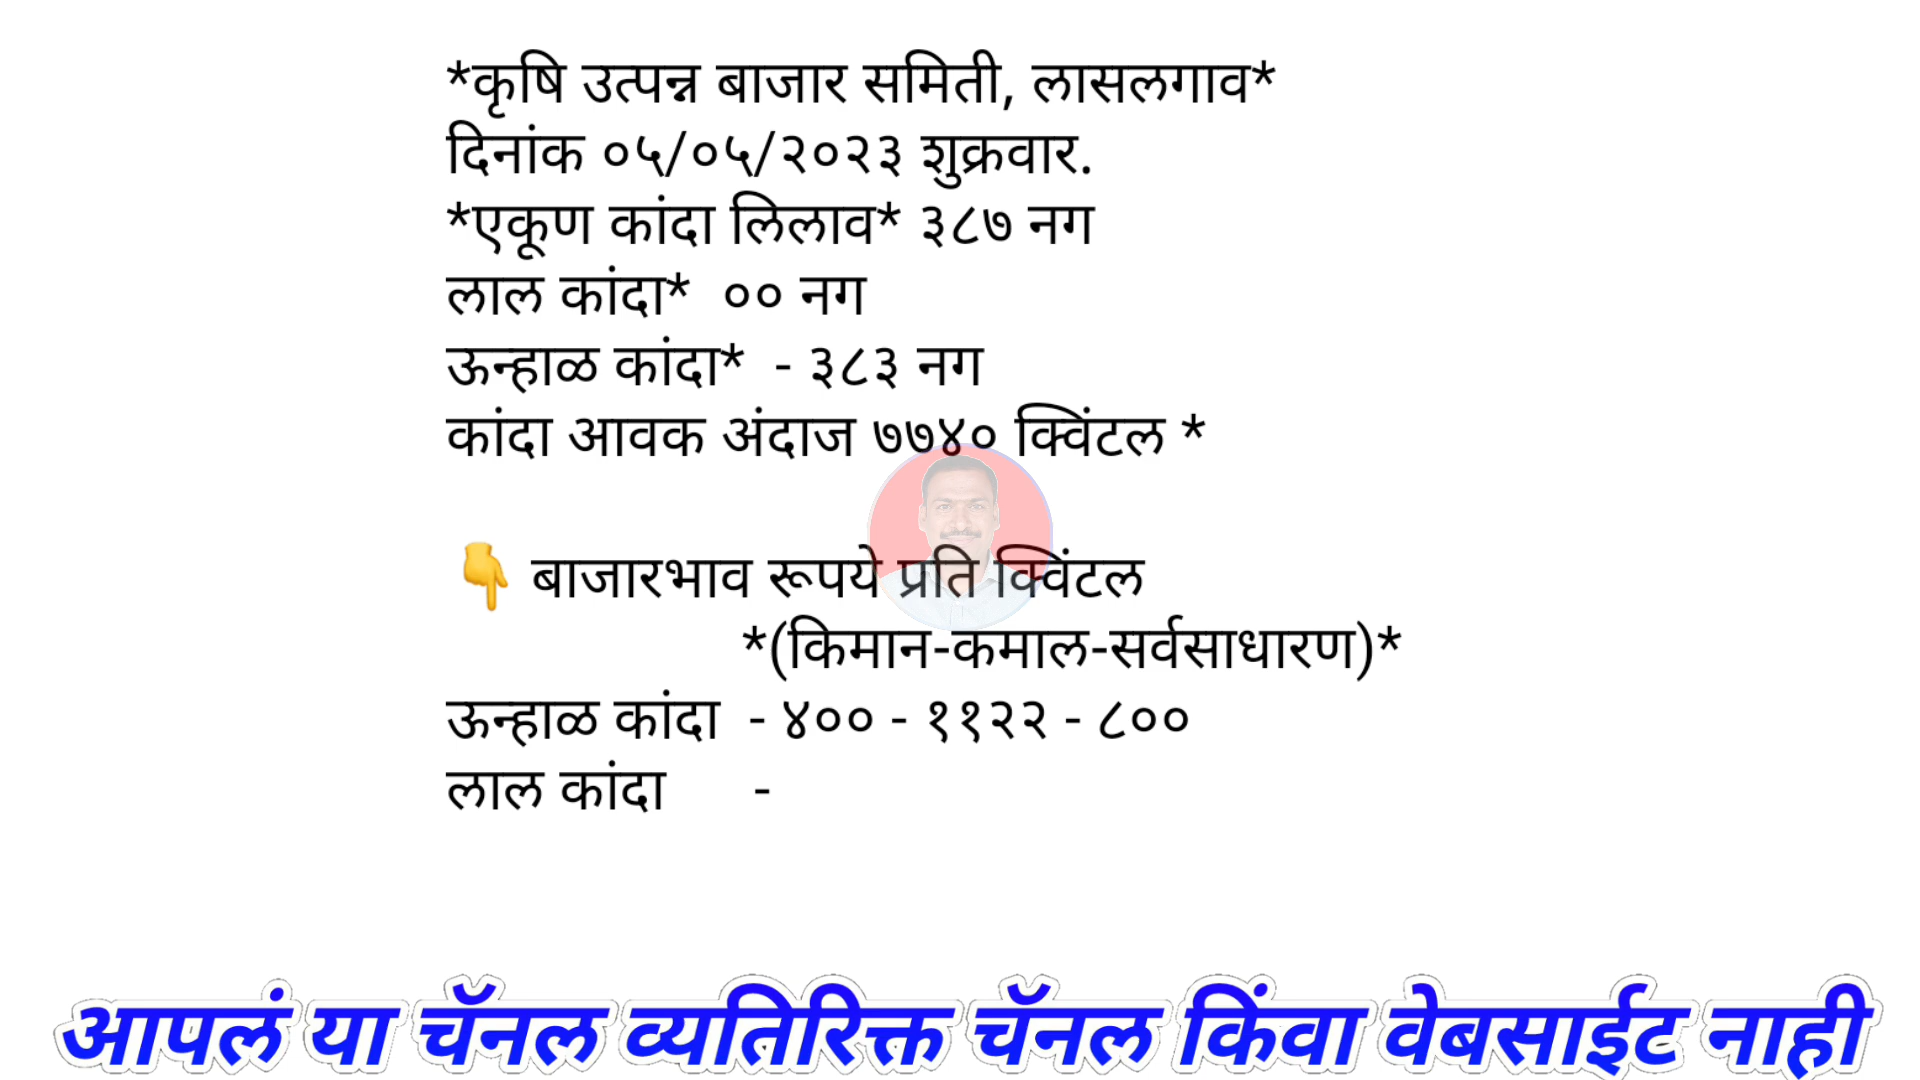 *कृषि उत्पन्न बाजार समिती, लासलगाव*
दिनांक ०५/०५/२०२३ शुक्रवार.
*एकूण कांदा लिलाव* ३८७ नग
लाल कांदा*  ०० नग
ऊन्हाळ कांदा*  - ३८३ नग
कांदा आवक अंदाज ७७४० क्विंटल *
👇 बाजारभाव रूपये प्रति क्विंटल
*(किमान-कमाल-सर्वसाधारण)*
ऊन्हाळ कांदा  - ४०० - ११२२ - ८००
लाल कांदा      -
आपलं या चॅनल व्यतिरिक्त चॅनल किंवा वेबसाईट नाही